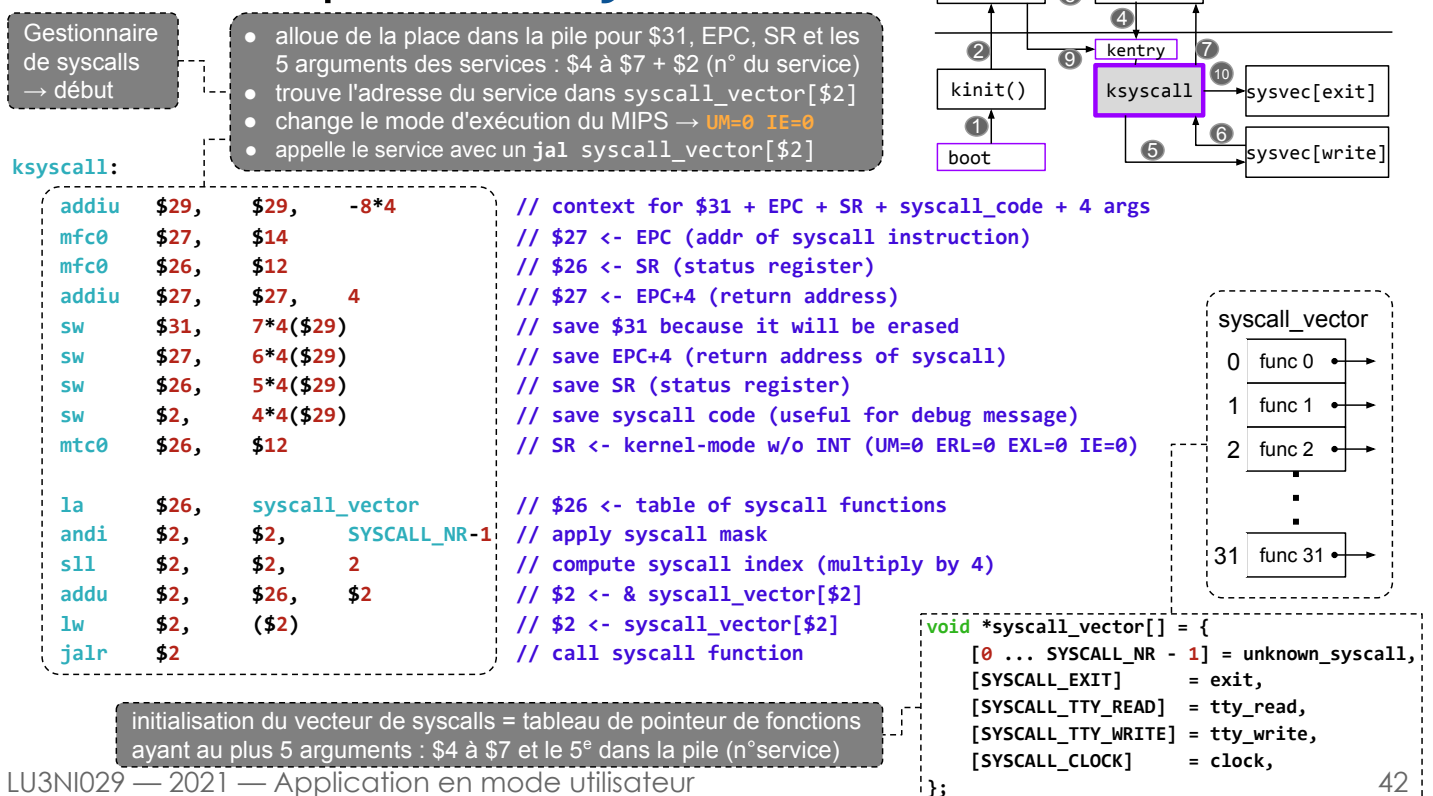 Gestionnaire
de syscalls
→ début
● alloue de la place dans la pile pour $31, EPC, SR et les
5 arguments des services : $4 à $7 + $2 (n° du service)
● trouve l'adresse du service dans syscall_vector[$2]
● change le mode d'exécution du MIPS → UM=0 IE=0
● appelle le service avec un jal syscall_vector[$2]
4
2
9
kentry
7
kinit()
ksyscall
10
sysvec[exit]
1
6
5
boot
sysvec[write]
ksyscall:
addiu $29, $29, -8*4 // context for $31 + EPC + SR + syscall_code + 4 args
mfc0 $27, $14 // $27 <- EPC (addr of syscall instruction)
mfc0 $26, $12 // $26 <- SR (status register)
addiu $27, $27, 4 // $27 <- EPC+4 (return address)
sw $31, 7*4($29) // save $31 because it will be erased
sw $27, 6*4($29) // save EPC+4 (return address of syscall)
sw $26, 5*4($29) // save SR (status register)
sw $2, 4*4($29) // save syscall code (useful for debug message)
mtc0 $26, $12 // SR <- kernel-mode w/o INT (UM=0 ERL=0 EXL=0 IE=0)
la $26, syscall_vector // $26 <- table of syscall functions
andi $2, $2, SYSCALL_NR-1 // apply syscall mask
sll $2, $2, 2 // compute syscall index (multiply by 4)
addu $2, $26, $2 // $2 <- & syscall_vector[$2]
lw $2, ($2) // $2 <- syscall_vector[$2]
jalr $2 // call syscall function
syscall_vector
0 func 0
1 func 1
2 func 2
31 func 31
void *syscall_vector[] = {
[0 ... SYSCALL_NR - 1] = unknown_syscall,
[SYSCALL_EXIT] = exit,
[SYSCALL_TTY_READ] = tty_read,
[SYSCALL_TTY_WRITE] = tty_write,
[SYSCALL_CLOCK] = clock,
};
initialisation du vecteur de syscalls = tableau de pointeur de fonctions
ayant au plus 5 arguments : $4 à $7 et le 5e dans la pile (n°service)
LU3NI029 — 2021 — Application en mode utilisateur
42